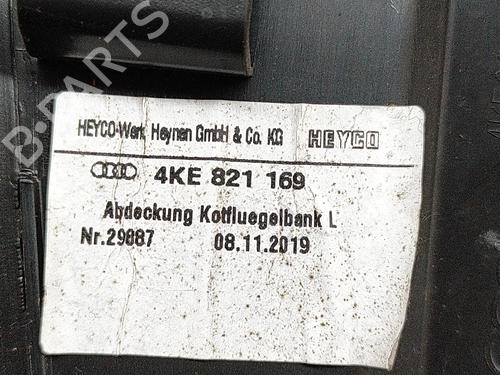 HEYCO-Werk Heynen GmbH & Co. KG HEYCO
4KE 821 169
Abdeckung Kotfluegelbank L
Nr.29887 08.11.2019
B-PARTS